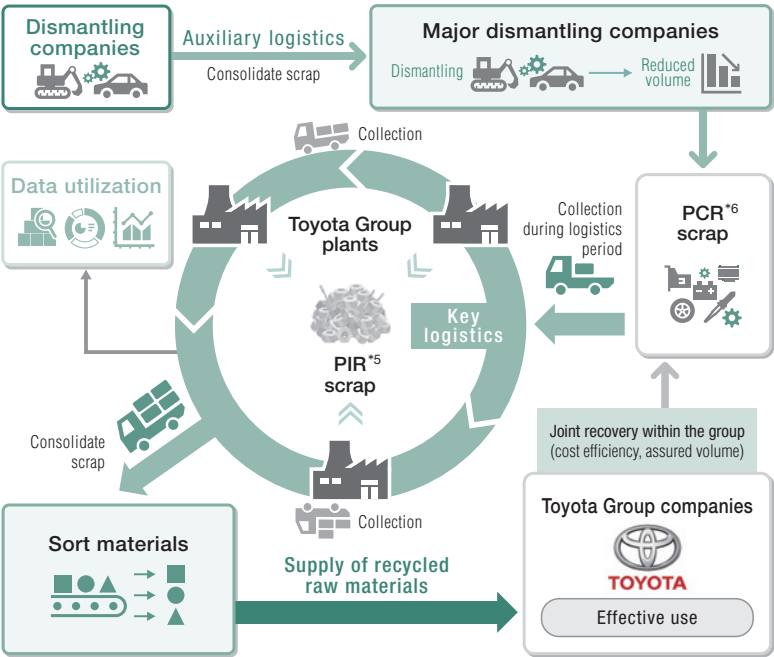 Dismantling
companies
Auxiliary logistics
Consolidate scrap
Major dismantling companies
Dismantling
Reduced
volume
Collection
Data utilization
Toyota Group
plants
Collection
during logistics
period
PCR*6
scrap
Key
logistics
PIR*5
scrap
Consolidate
scrap
Joint recovery within the group
(cost efficiency, assured volume)
Collection
Sort materials
Supply of recycled
raw materials
Toyota Group companies
TOYOTA
Effective use